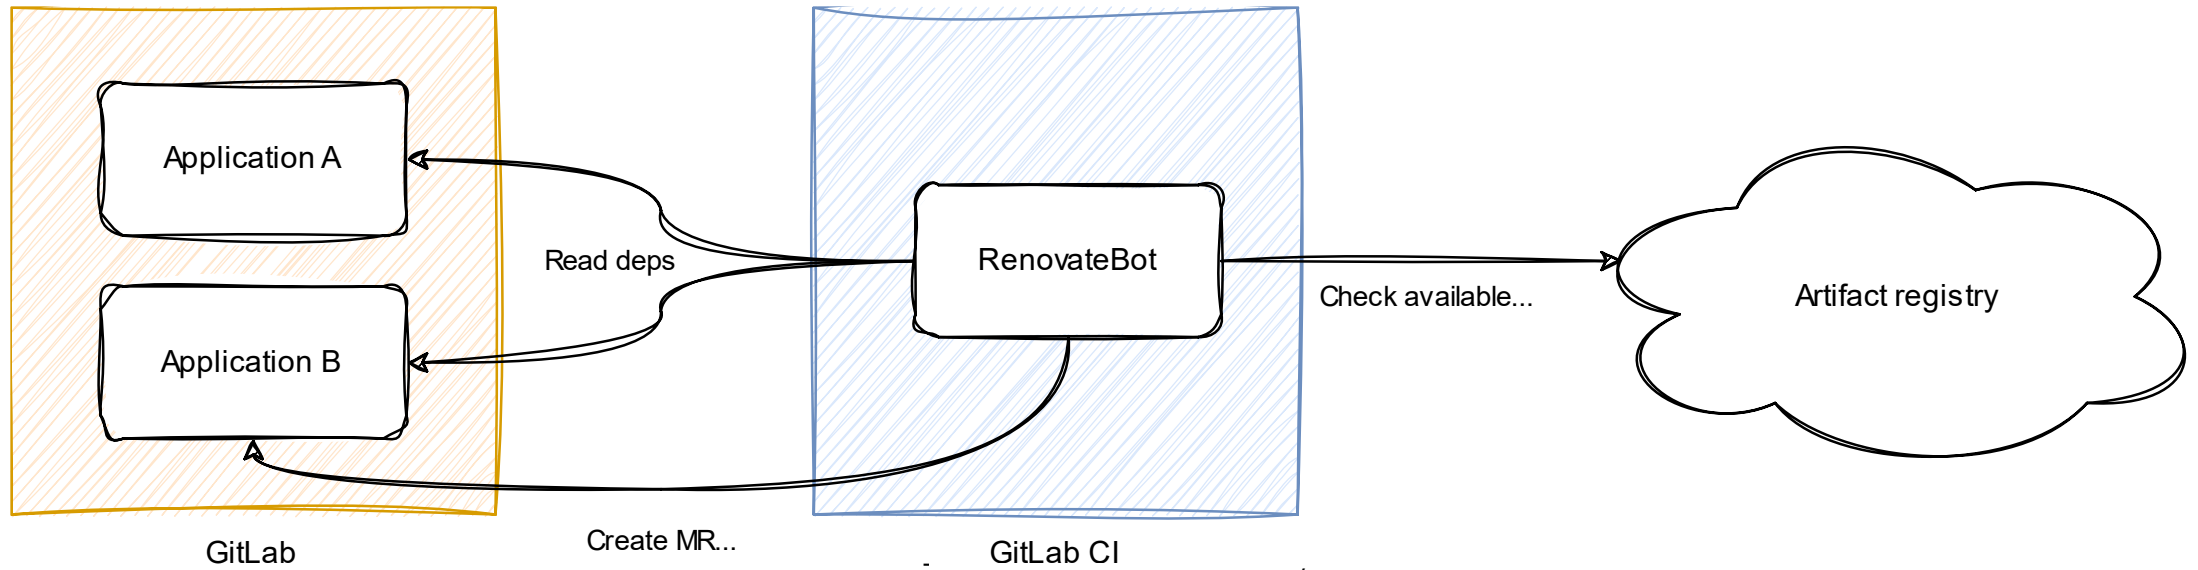 Application A
Read deps
RenovateBot
Check available...
Artifact registry
Application B
Create MR...
GitLab
GitLab CI